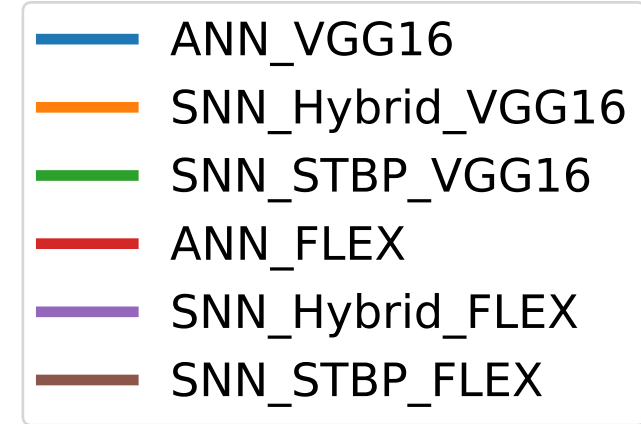 ANN_VGG16
SNN_Hybrid_VGG16
SNN_STBP_VGG16
ANN_FLEX
SNN_Hybrid_FLEX
SNN_STBP_FLEX